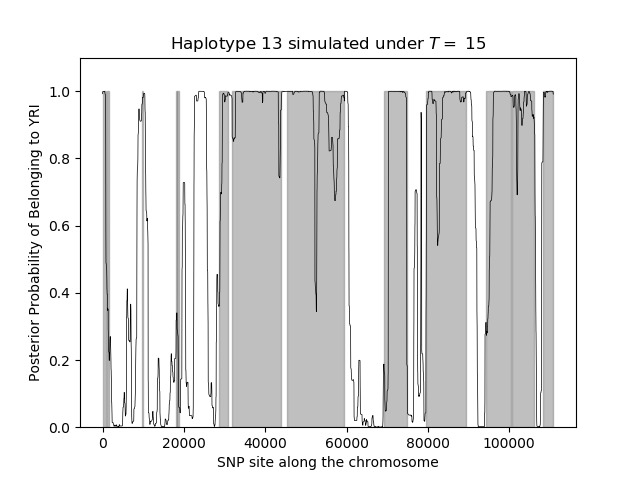 Haplotype 13 simulated under T = 15
Posterior Probability of Belonging to YRI
1.0
0.8
0.6
0.4
0.2
0.0
0 20000 40000 60000 80000 100000
SNP site along the chromosome